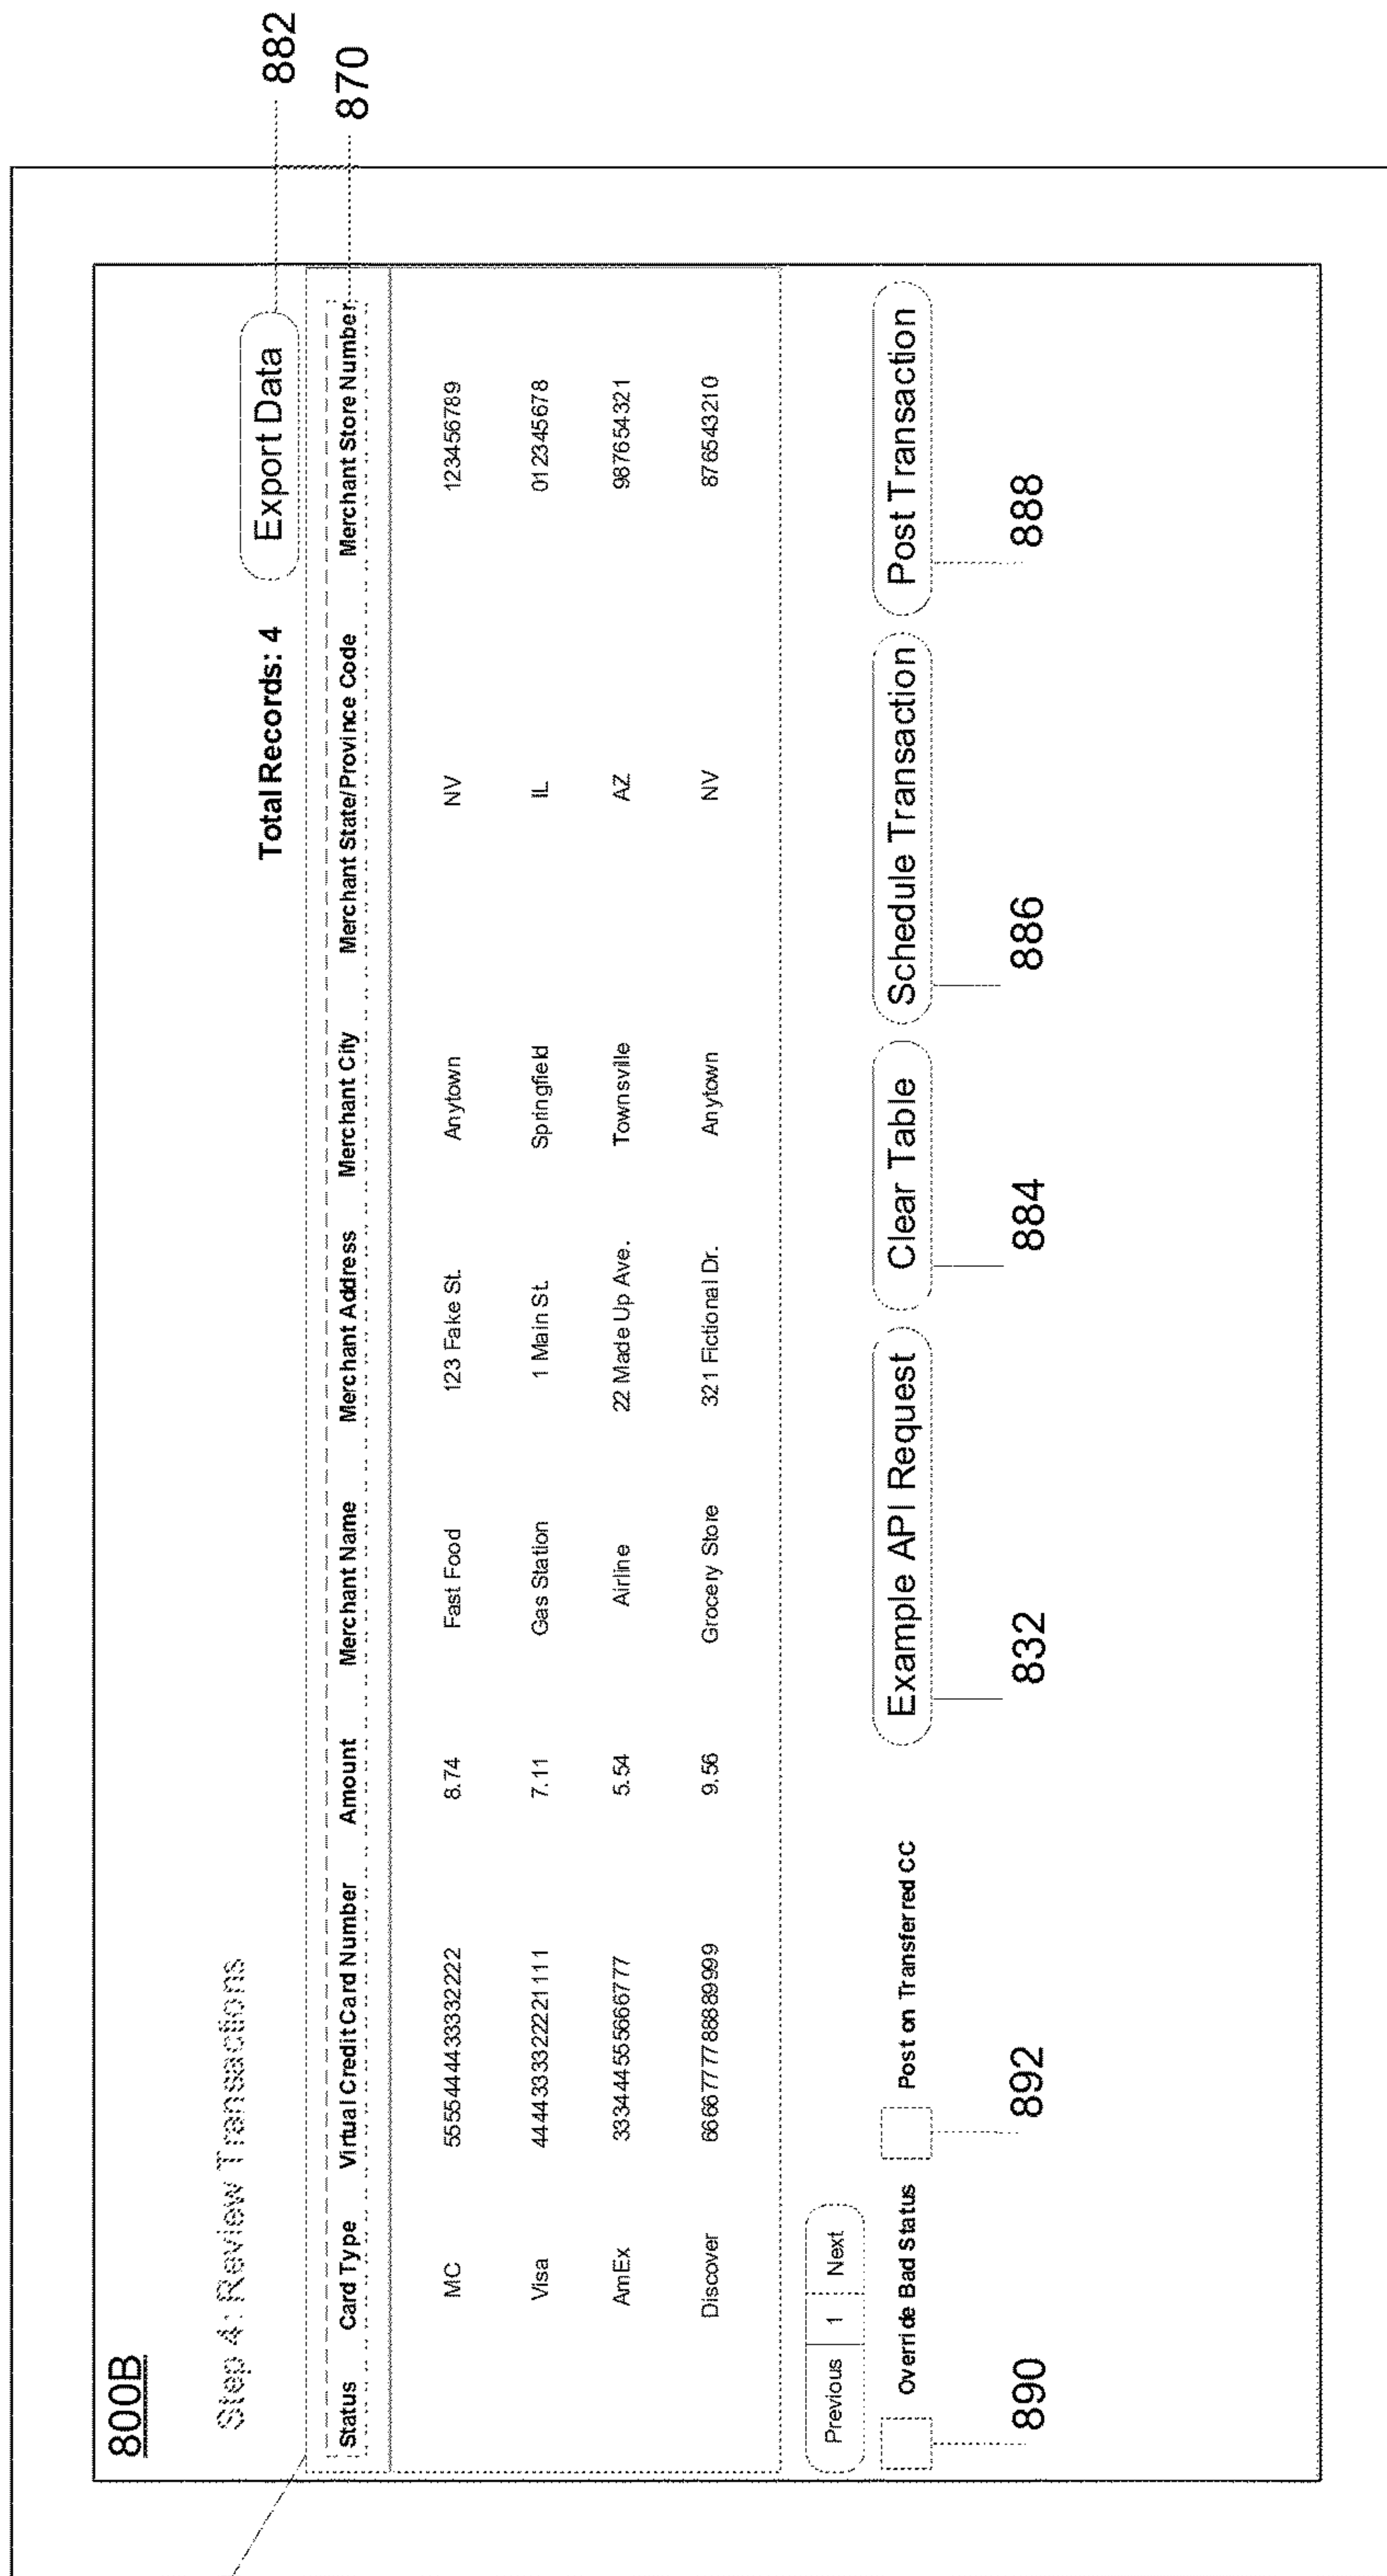 800B
882
Step 4: Review Transactions
Total Records: 4
Export Data
870
Status Card Type Virtual Credit Card Number Amount Merchant Name Merchant Address Merchant City Merchant State/Province Code Merchant Store Number
MC 5555444433332222 8.74 Fast Food 123 Fake St. Anytown NV 123456789
Visa 4444333322221111 7.11 Gas Station 1 Main St. Springfield IL 012345678
AmEx 5.54 Airline 22 Made Up Ave. Townsville AZ 987654321
Discover 6666777788889999 9.56 Grocery Store 321 Fictional Dr. Anytown NV 876543210
Previous 1 Next
Override Bad Status Post on Transferred CC Example API Request Clear Table Schedule Transaction Post Transaction
890 892 832 884 886 888